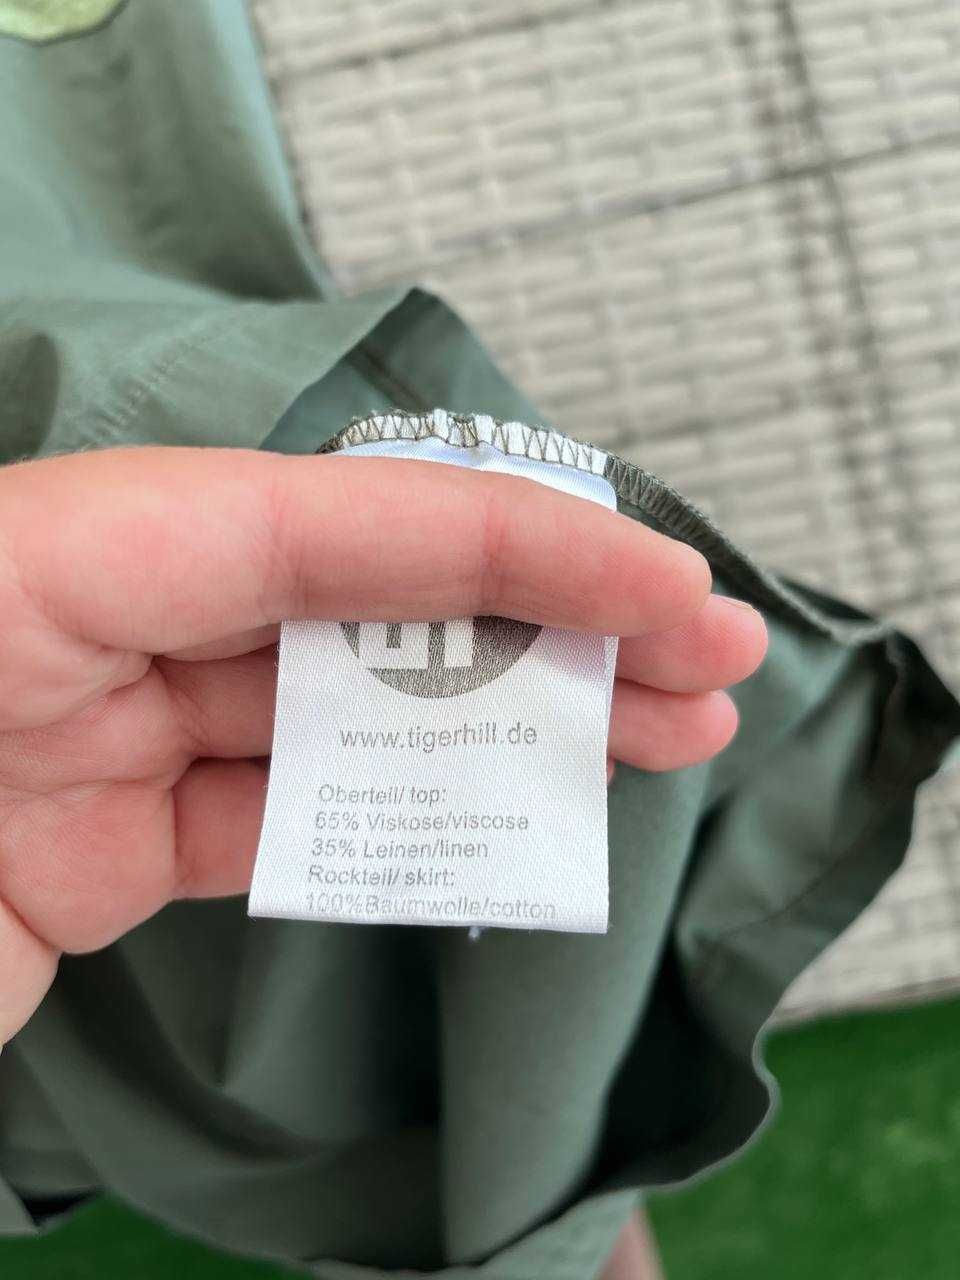 www.tigerhill.de
Oberteil/ top:
65% Viskose/viscose
35% Leinen/linen
Rockteil/ skirt:
100%Baumwolle/cotton